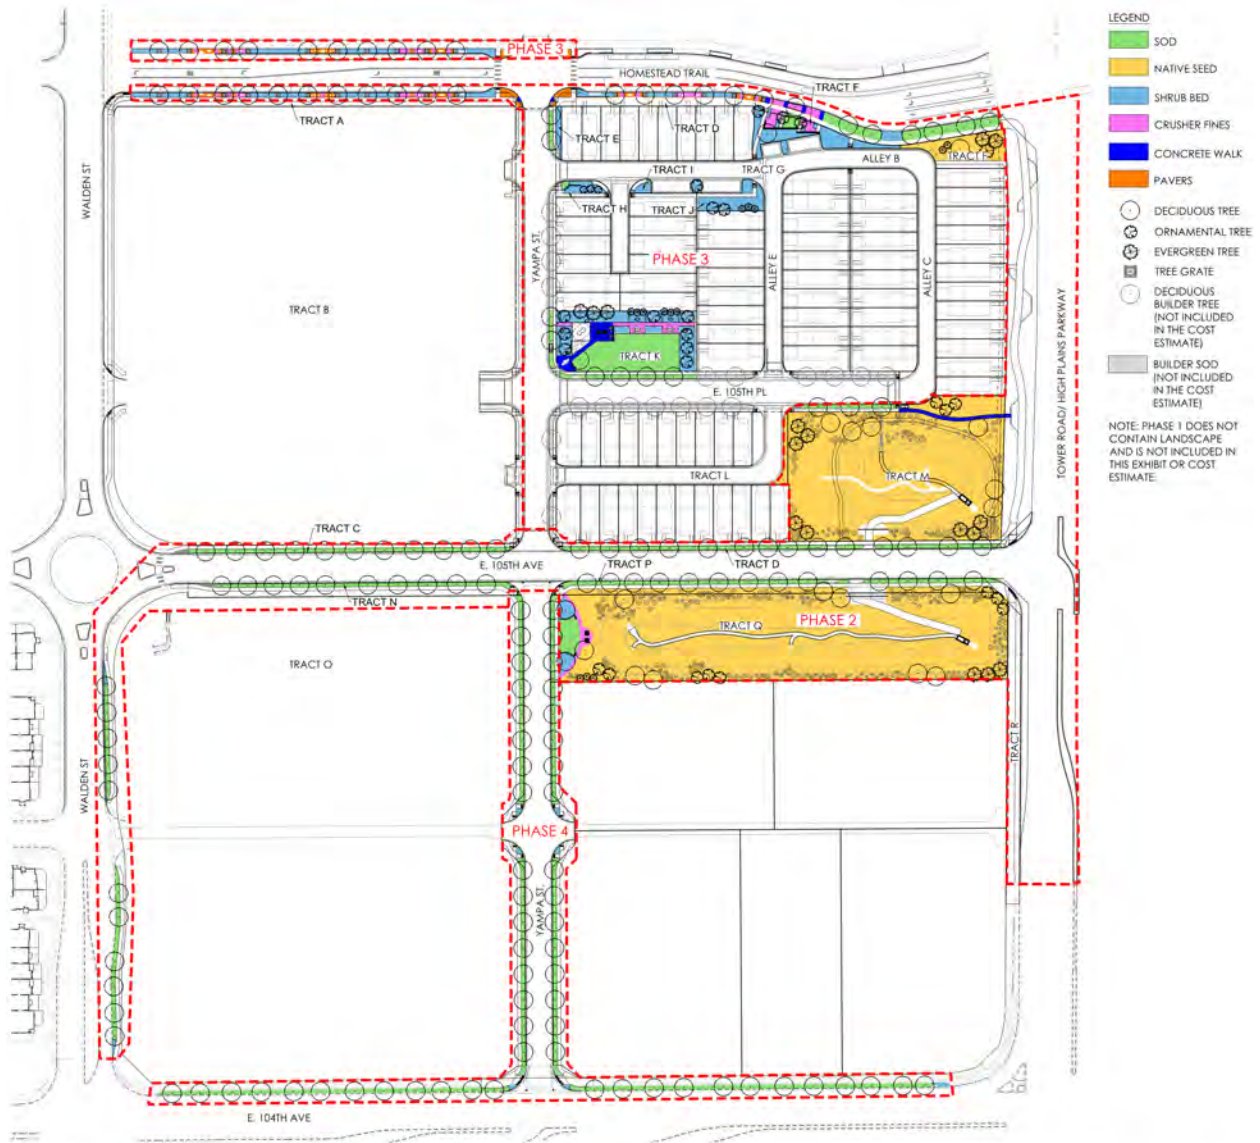 LEGEND
SOD
NATIVE SEED
SHRUB BED
CRUSHER FINES
CONCRETE WALK
PAVERS
DECIDUOUS TREE
ORNAMENTAL TREE
EVERGREEN TREE
TREE GRATE
DECIDUOUS
BUILDER TREE
(NOT INCLUDED
IN THE COST
ESTIMATE)
BUILDER SOD
(NOT INCLUDED
IN THE COST
ESTIMATE)
NOTE: PHASE 1 DOES NOT
CONTAIN LANDSCAPE
AND IS NOT INCLUDED IN
THIS EXHIBIT OR COST
ESTIMATE.
PHASE 3
HOMESTEAD TRAIL
TRACT F
TRACT A
TRACT E
TRACT D
WALDEN ST
ALLEY B
TRACT F
TRACT I
TRACT G
TRACT H
TRACT J
YAMPA ST.
PHASE 3
ALLEY E
ALLEY C
TRACT B
TRACT K
E. 105TH PL
TOWER ROAD/ HIGH PLAINS PARKWAY
TRACT L
TRACT M
TRACT C
E. 105TH AVE
TRACT P
TRACT D
TRACT N
TRACT Q
PHASE 2
TRACT O
TRACT R
WALDEN ST
PHASE 4
YAMPA ST.
E. 104TH AVE